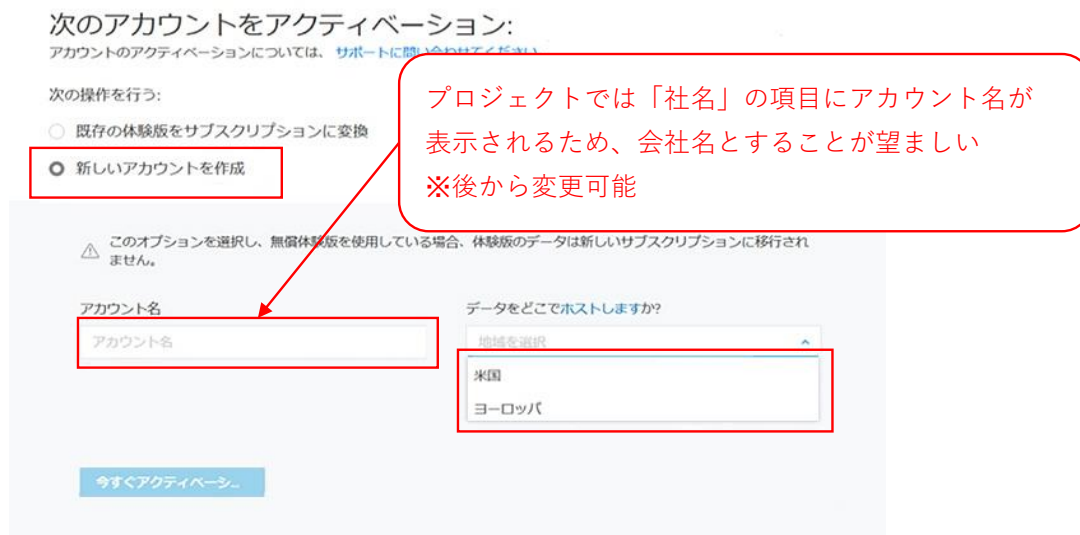 次のアカウントをアクティベーション:
アカウントのアクティベーションについては、 サポートに問い合わせてください
次の操作を行う:
既存の体験版をサブスクリプションに変換
新しいアカウントを作成
プロジェクトでは「社名」の項目にアカウント名が
表示されるため、会社名とすることが望ましい
※後から変更可能
このオプションを選択し、無償体験版を使用している場合、体験版のデータは新しいサブスクリプションに移行され
ません。
アカウント名
アカウント名
データをどこでホストしますか?
地域を選択
米国
ヨーロッパ
今すぐアクティベーシ...